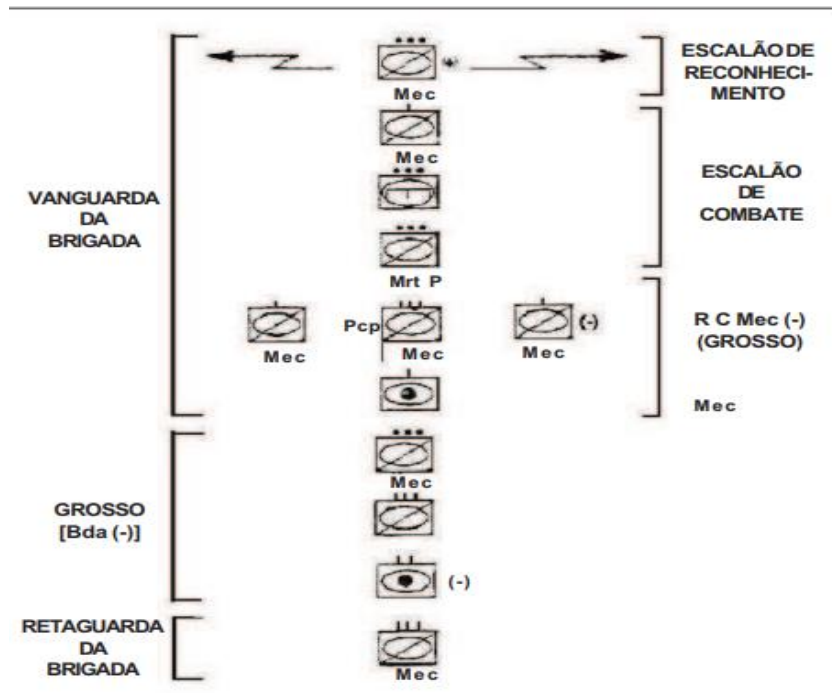 ESCALÃO DE
RECONHECI-
MENTO
Mec
Mec
ESCALÃO
DE
COMBATE
VANGUARDA
DA
BRIGADA
Mrt P
Pcp
(-)
R C Mec (-)
(GROSSO)
Mec
Mec
Mec
Mec
Mec
GROSSO
[Bda (-)]
(-)
RETAGUARDA
DA
BRIGADA
Mec